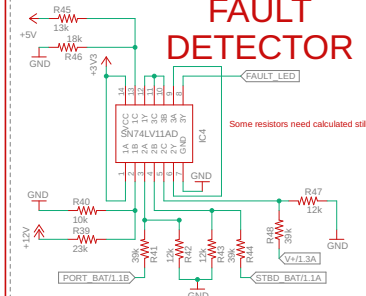 FAULT
DETECTOR
R45
13k
+5V
18k
R46
GND
+3V3
FAULT_LED
14
13
12
11
10
9
8
VCC
1C
1Y
3C
3B
3A
3Y
SN74LV11AD
IC4
1A
1B
2A
2B
2C
2Y
GND
1
2
3
4
5
6
7
Some resistors need calculated still
GND
GND
R40
10k
R39
23k
+12V
R41
39k
R42
12k
R43
12k
R44
39k
R47
12k
R48
39k
GND
V+/1.3A
PORT_BAT/1.1B
STBD_BAT/1.1A
GND